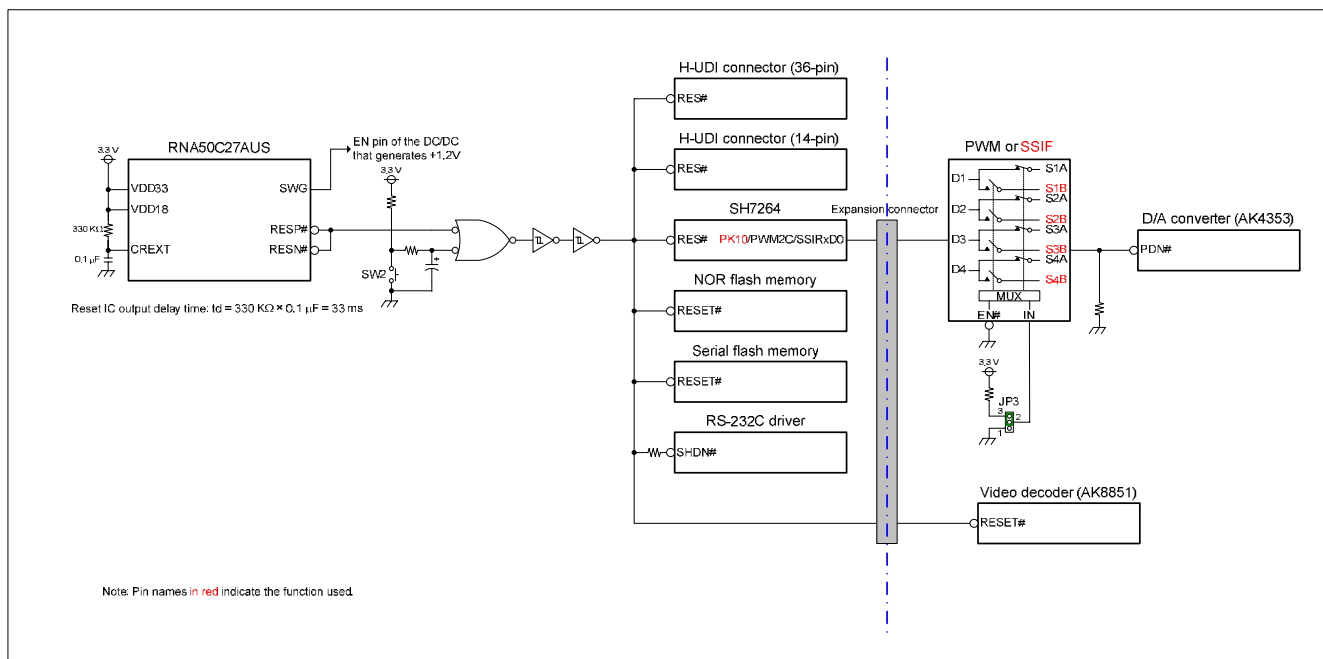 H-UDI connector (36-pin)
RES#
H-UDI connector (14-pin)
RES#
RNA50C27AUS
3.3 V
VDD33
VDD18
330 KΩ
CREXT
0.1 μF
SWG
RESP#
RESN#
EN pin of the DC/DC
that generates +1.2V
3.3 V
SW2
+
Reset IC output delay time: td = 330 KΩ × 0.1 μF = 33 ms
SH7264
RES# PK10/PWM2C/SSIRxD0
Expansion connector
NOR flash memory
RESET#
Serial flash memory
RESET#
RS-232C driver
SHDN#
PWM or SSIF
D1
S1A
S1B
D2
S2A
S2B
D3
S3A
S3B
D4
S4A
S4B
MUX
EN# IN
3.3 V
JP3
3
2
1
D/A converter (AK4353)
PDN#
Video decoder (AK8851)
RESET#
Note: Pin names in red indicate the function used.